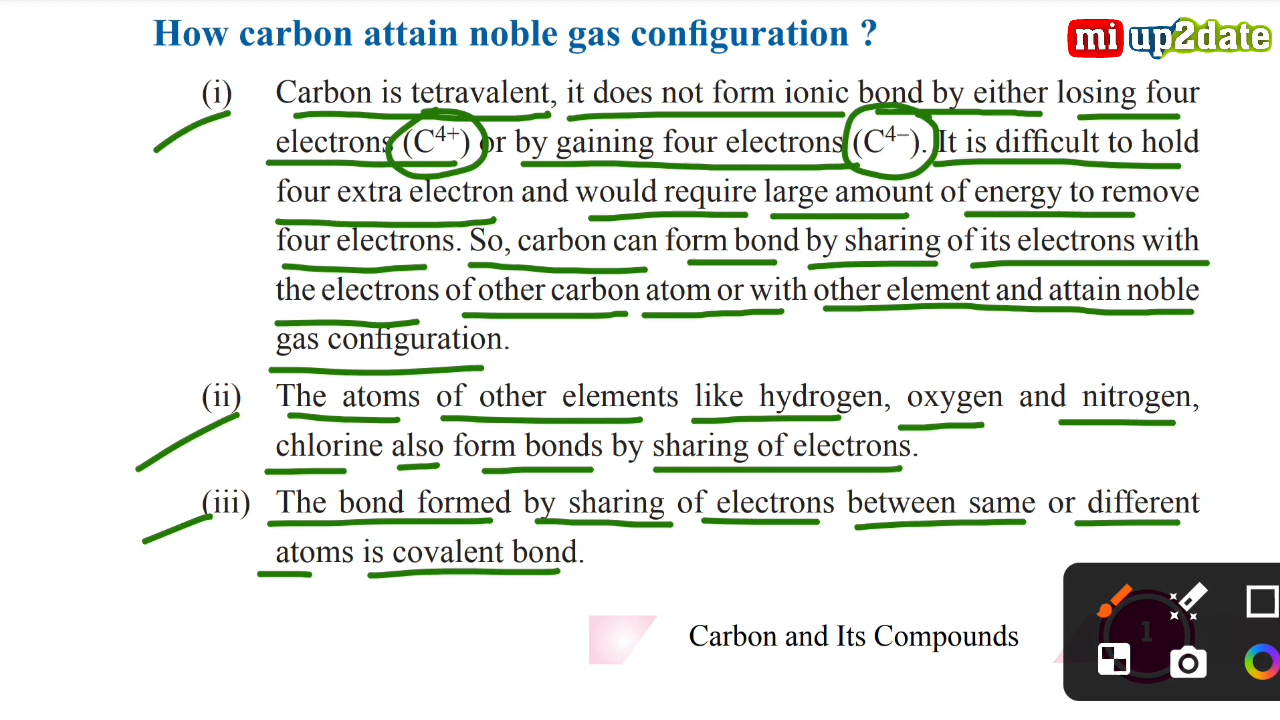 How carbon attain noble gas configuration ?
mi up2date
(i) Carbon is tetravalent, it does not form ionic bond by either losing four
electrons (C⁴⁺) or by gaining four electrons (C⁴⁻). It is difficult to hold
four extra electron and would require large amount of energy to remove
four electrons. So, carbon can form bond by sharing of its electrons with
the electrons of other carbon atom or with other element and attain noble
gas configuration.
(ii) The atoms of other elements like hydrogen, oxygen and nitrogen,
chlorine also form bonds by sharing of electrons.
(iii) The bond formed by sharing of electrons between same or different
atoms is covalent bond.
Carbon and Its Compounds
1